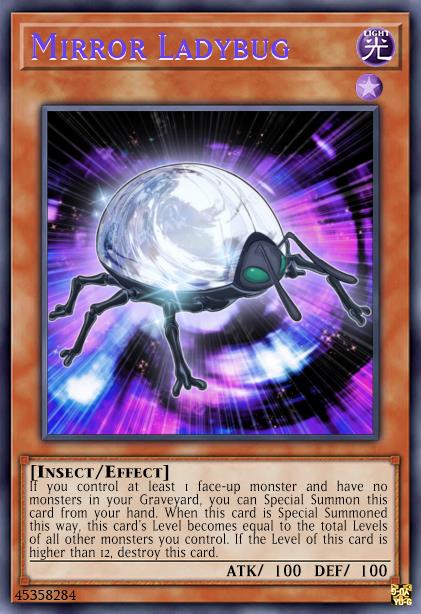 Mirror Ladybug
LIGHT
光
[Insect/Effect]
If you control at least 1 face-up monster and have no
monsters in your Graveyard, you can Special Summon this
card from your hand. When this card is Special Summoned
this way, this card's Level becomes equal to the total Levels
of all other monsters you control. If the Level of this card is
higher than 12, destroy this card.
ATK/ 100 DEF/ 100
45358284